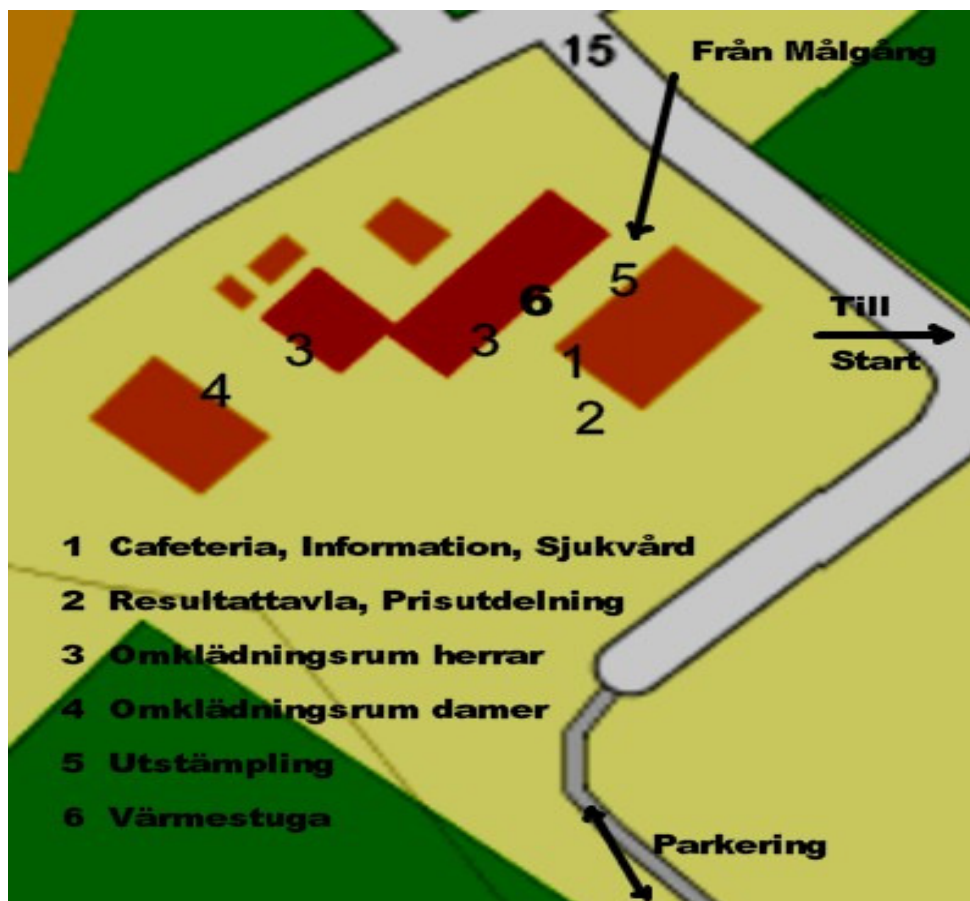 15
Från Målgång
5
6
Till
3
3
1
Start
4
2
1 Cafeteria, Information, Sjukvård
2 Resultattavla, Prisutdelning
3 Omklädningsrum herrar
4 Omklädningsrum damer
5 Utstämpling
6 Värmestuga
Parkering